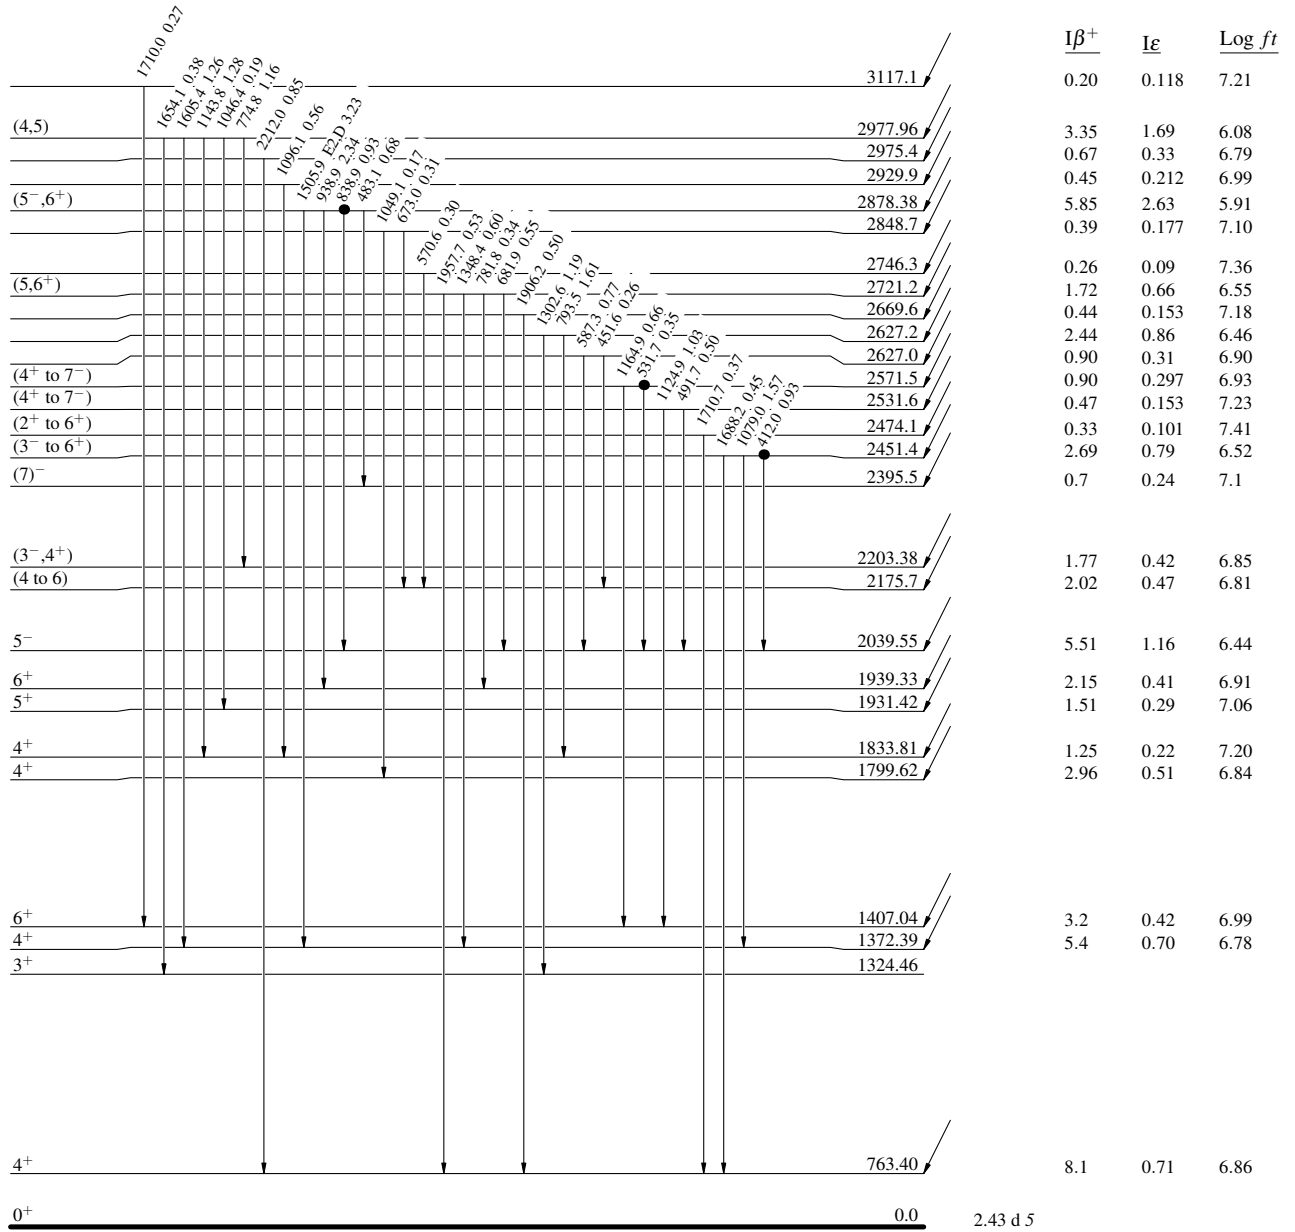 Iβ⁺ Iε Log ft
1710.0 0.27
1654.1 0.38
1605.4 1.26
1143.8 1.28
1046.4 0.19
774.8 1.16
2212.0 0.85
1096.1 0.56
1505.9 E2,D 3.23
938.9 2.34
838.9 0.93
483.1 0.68
1049.1 0.17
673.0 0.31
570.6 0.30
1957.7 0.53
1348.4 0.60
781.8 0.34
681.9 0.55
1906.2 0.50
1302.6 1.19
793.5 1.61
587.3 0.77
451.6 0.26
1164.9 0.66
531.7 0.35
1124.9 1.03
491.7 0.50
1710.7 0.37
1688.2 0.45
1079.0 1.57
412.0 0.93
3117.1 0.20 0.118 7.21
(4,5) 2977.96 3.35 1.69 6.08
2975.4 0.67 0.33 6.79
2929.9 0.45 0.212 6.99
(5⁻,6⁺) 2878.38 5.85 2.63 5.91
2848.7 0.39 0.177 7.10
2746.3 0.26 0.09 7.36
(5,6⁺) 2721.2 1.72 0.66 6.55
2669.6 0.44 0.153 7.18
2627.2 2.44 0.86 6.46
2627.0 0.90 0.31 6.90
(4⁺ to 7⁻) 2571.5 0.90 0.297 6.93
(4⁺ to 7⁻) 2531.6 0.47 0.153 7.23
(2⁺ to 6⁺) 2474.1 0.33 0.101 7.41
(3⁻ to 6⁺) 2451.4 2.69 0.79 6.52
(7)⁻ 2395.5 0.7 0.24 7.1
(3⁻,4⁺) 2203.38 1.77 0.42 6.85
(4 to 6) 2175.7 2.02 0.47 6.81
5⁻ 2039.55 5.51 1.16 6.44
6⁺ 1939.33 2.15 0.41 6.91
5⁺ 1931.42 1.51 0.29 7.06
4⁺ 1833.81 1.25 0.22 7.20
4⁺ 1799.62 2.96 0.51 6.84
6⁺ 1407.04 3.2 0.42 6.99
4⁺ 1372.39 5.4 0.70 6.78
3⁺ 1324.46
4⁺ 763.40 8.1 0.71 6.86
0⁺ 0.0 2.43 d 5